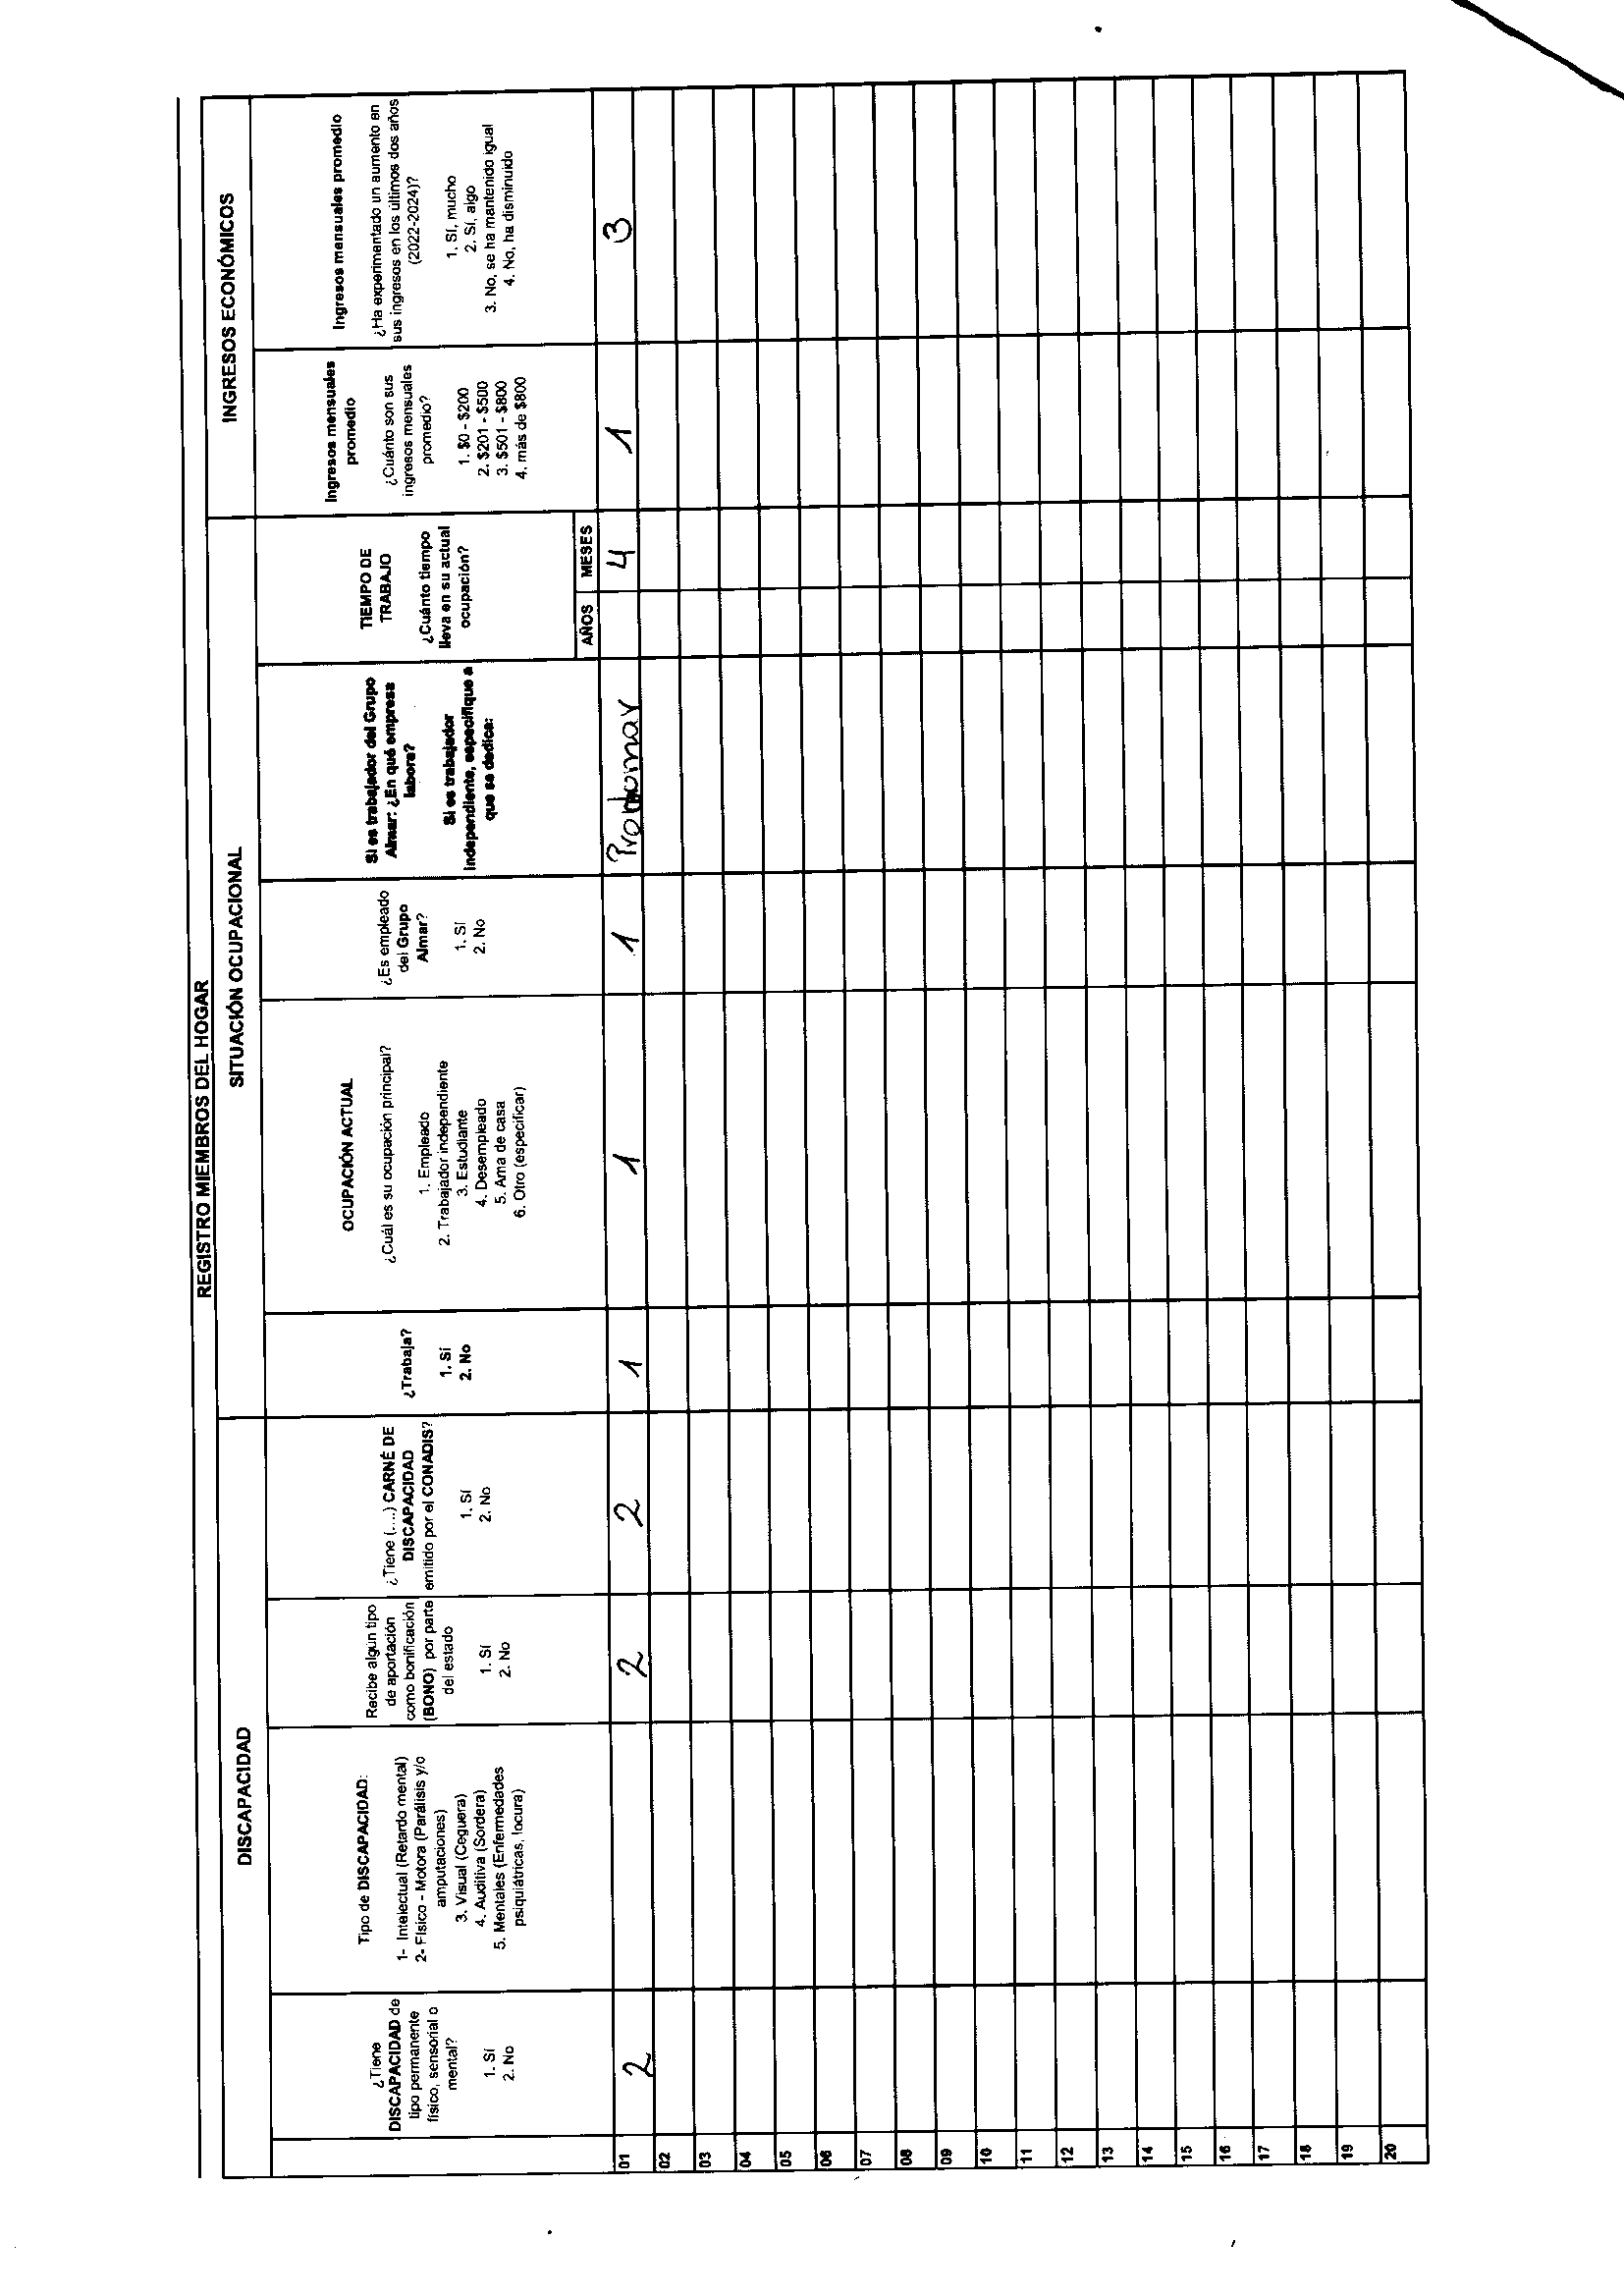 REGISTRO MIEMBROS DEL HOGAR
DISCAPACIDAD
SITUACIÓN OCUPACIONAL
INGRESOS ECONÓMICOS
¿Tiene
DISCAPACIDAD de
tipo permanente
físico, sensorial o
mental?
1. Sí
2. No
Tipo de DISCAPACIDAD:
1- Intelectual (Retardo mental)
2- Físico - Motora (Parálisis y/o
amputaciones)
3. Visual (Ceguera)
4. Auditiva (Sordera)
5. Mentales (Enfermedades
psiquiátricas, locura)
Recibe algún tipo
de aportación
como bonificación
(BONO) por parte
del estado
1. Sí
2. No
¿Tiene (...) CARNÉ DE
DISCAPACIDAD
emitido por el CONADIS?
1. Sí
2. No
¿Trabaja?
1. Sí
2. No
OCUPACIÓN ACTUAL
¿Cuál es su ocupación principal?
1. Empleado
2. Trabajador independiente
3. Estudiante
4. Desempleado
5. Ama de casa
6. Otro (especificar)
¿Es empleado
del Grupo
Almar?
1. Sí
2. No
Si es trabajador del Grupo
Almar: ¿En qué empresa
labora?
Si es trabajador
independiente, especifique a
que se dedica:
TIEMPO DE
TRABAJO
¿Cuánto tiempo
lleva en su actual
ocupación?
AÑOS MESES
Ingresos mensuales
promedio
¿Cuánto son sus
ingresos mensuales
promedio?
1. $0 - $200
2. $201 - $500
3. $501 - $800
4. más de $800
Ingresos mensuales promedio
¿Ha experimentado un aumento en
sus ingresos en los últimos dos años
(2022-2024)?
1. Sí, mucho
2. Sí, algo
3. No, se ha mantenido igual
4. No, ha disminuido
01 2 2 2 1 1 1 4 1 3
02
03
04
05
06
07
08
09
10
11
12
13
14
15
16
17
18
19
20